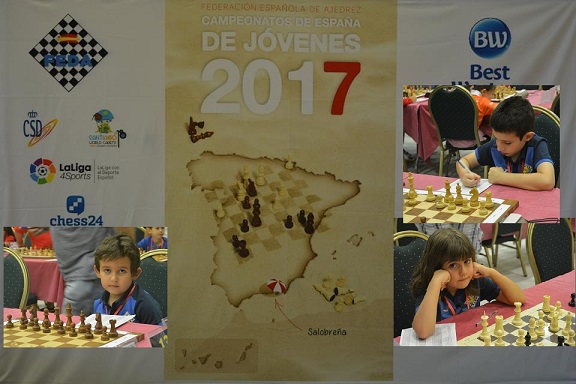 FEDERACIÓN ESPAÑOLA DE AJEDREZ
CAMPEONATOS DE ESPAÑA
DE JÓVENES
2017
FEDA
CSD
LaLiga
4Sports
chess24
BW
Best
Salobreña